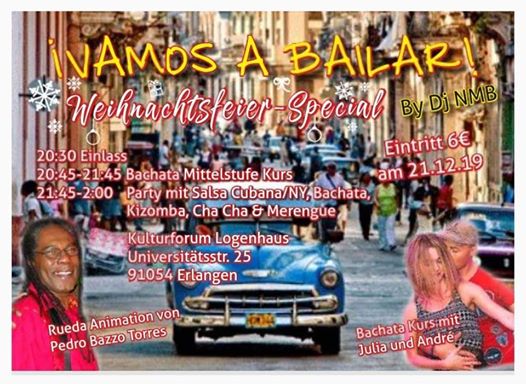 ¡VAMOS A BAILAR!
Weihnachtsfeier-Special
By Dj NMB
Eintritt 6€
am 21.12.19
20:30 Einlass
20:45-21:45 Bachata Mittelstufe Kurs
21:45-2:00 Party mit Salsa Cubana/NY, Bachata,
Kizomba, Cha Cha & Merengue
Kulturforum Logenhaus
Universitätsstr. 25
91054 Erlangen
Rueda Animation von
Pedro Bazzo Torres
Bachata Kurs mit
Julia und André